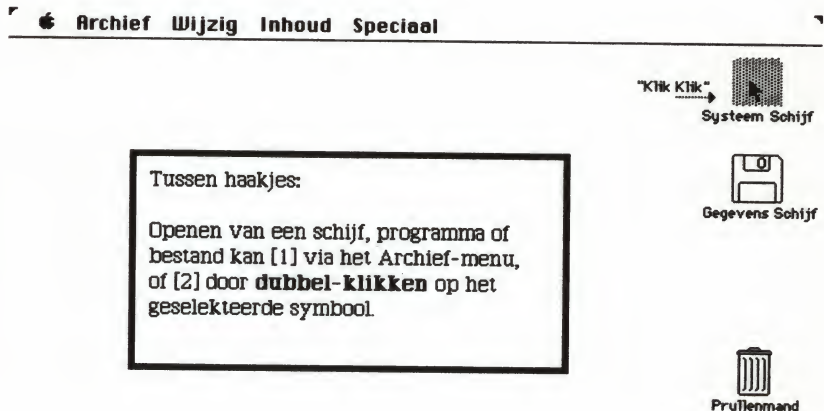 Archief Wijzig Inhoud Speciaal
"Klik Klik"
Systeem Schijf
Gegevens Schijf
Tussen haakjes:
Openen van een schijf, programma of
bestand kan [1] via het Archief-menu,
of [2] door dubbel-klikken op het
geselekteerde symbool.
Prullenmand